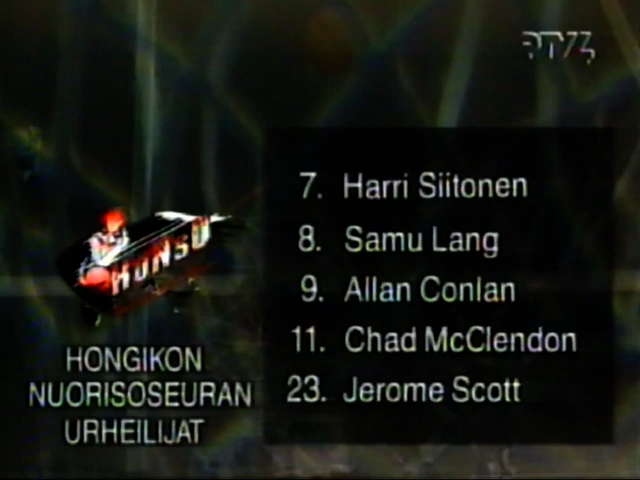 HoNsU
HONGIKON
NUORISOSEURAN
URHEILIJAT
7. Harri Siitonen
8. Samu Lang
9. Allan Conlan
11. Chad McClendon
23. Jerome Scott